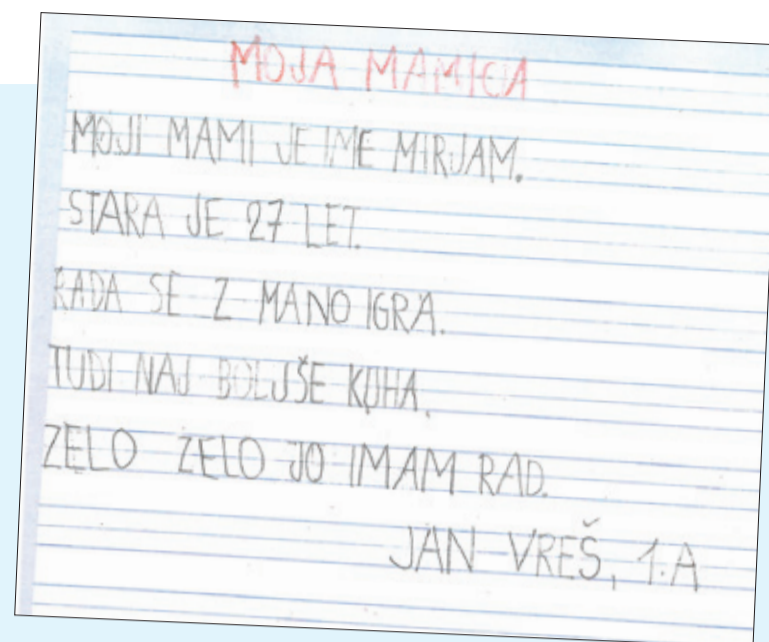 MOJA MAMICA
MOJI MAMI JE IME MIRJAM.
STARA JE 27 LET.
RADA SE Z MANO IGRA.
TUDI NAJ BOLJŠE KUHA.
ZELO ZELO JO IMAM RAD.
JAN VREŠ, 1.A